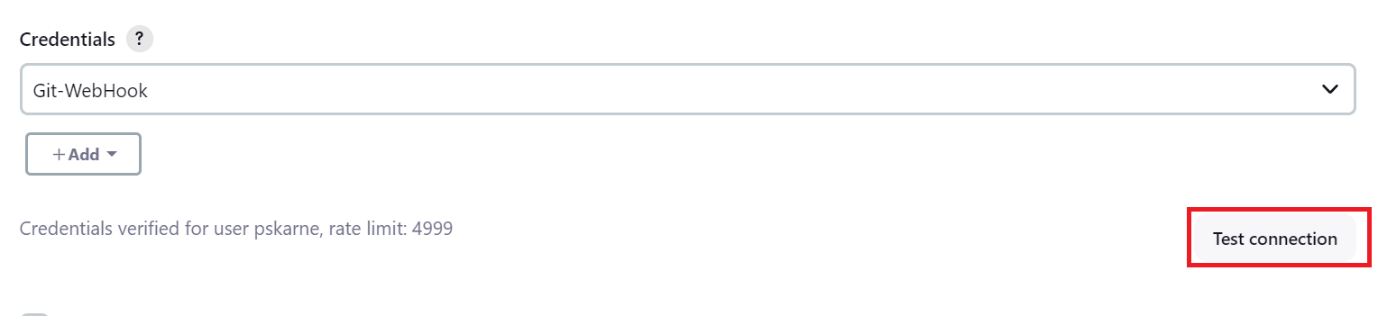 Credentials ?
Git-WebHook
+ Add
Credentials verified for user pskarne, rate limit: 4999
Test connection